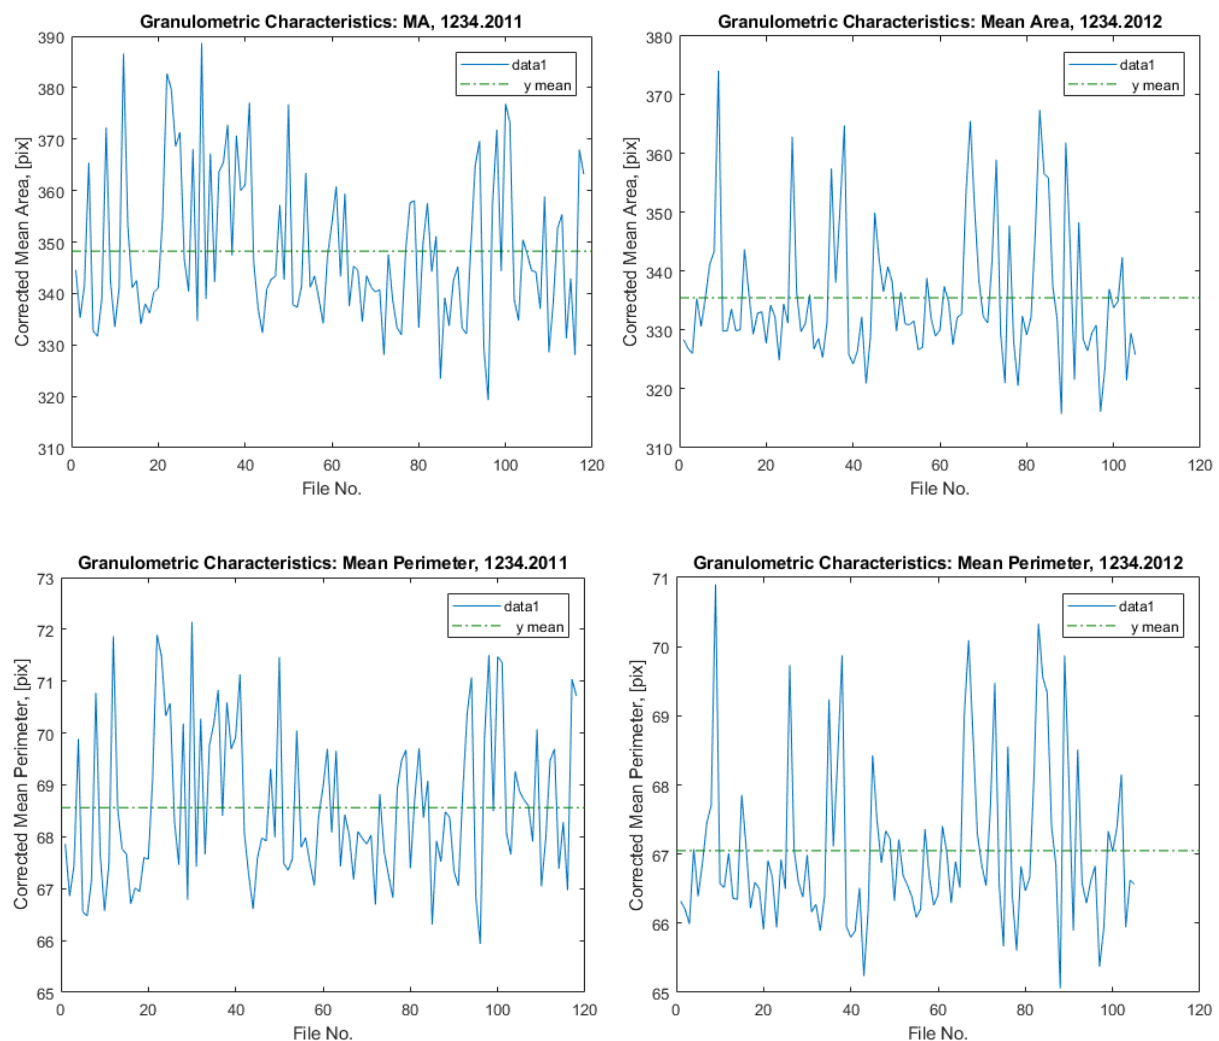 Granulometric Characteristics: MA, 1234.2011
390
380
370
360
350
340
330
320
310
0 20 40 60 80 100 120
Corrected Mean Area, [pix]
File No.
data1
y mean
Granulometric Characteristics: Mean Area, 1234.2012
380
370
360
350
340
330
320
310
0 20 40 60 80 100 120
Corrected Mean Area, [pix]
File No.
data1
y mean
Granulometric Characteristics: Mean Perimeter, 1234.2011
73
72
71
70
69
68
67
66
65
0 20 40 60 80 100 120
Corrected Mean Perimeter, [pix]
File No.
data1
y mean
Granulometric Characteristics: Mean Perimeter, 1234.2012
71
70
69
68
67
66
65
0 20 40 60 80 100 120
Corrected Mean Perimeter, [pix]
File No.
data1
y mean